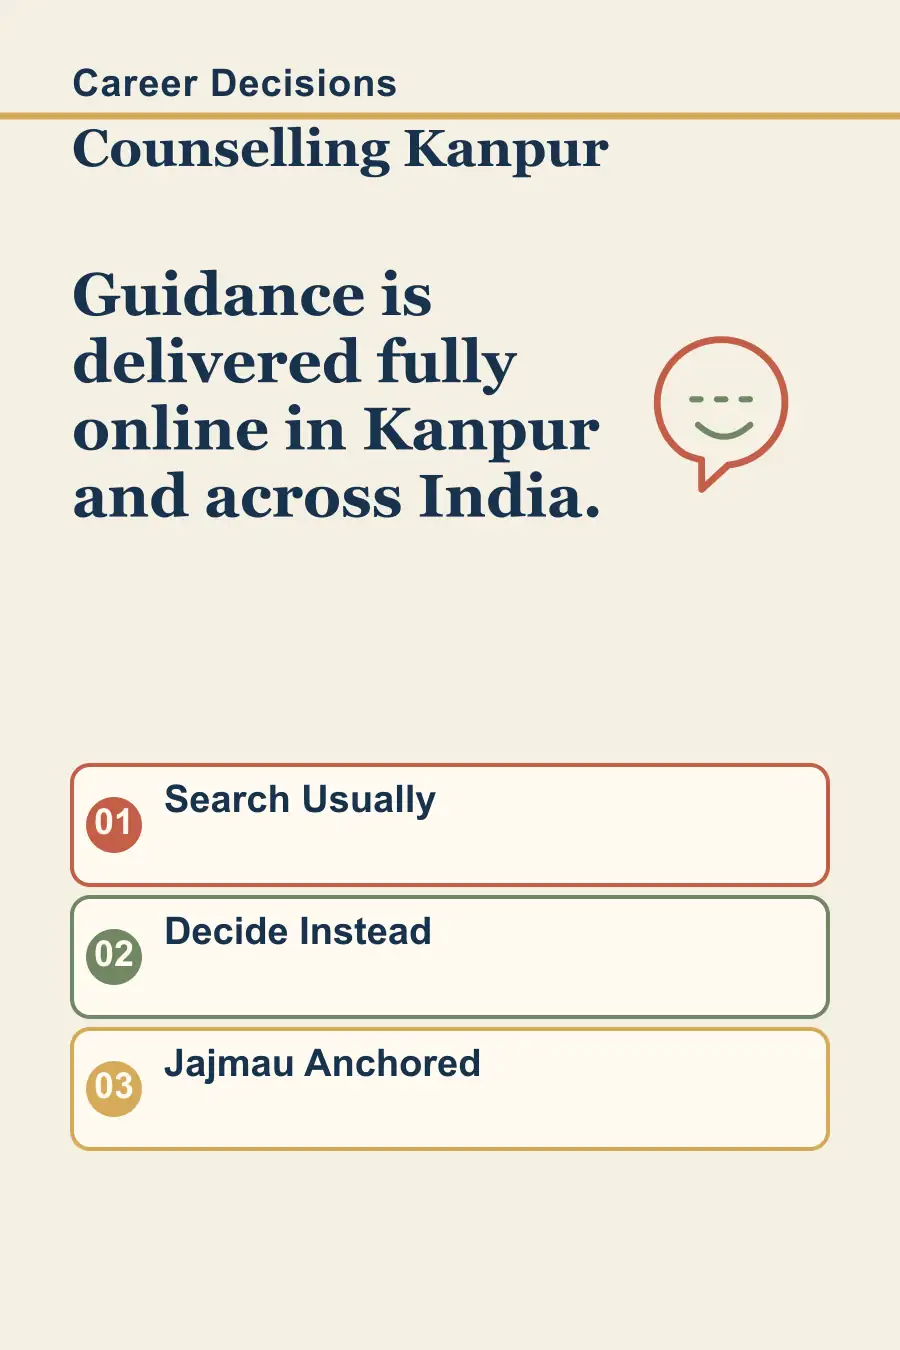 Career Decisions
Counselling Kanpur
Guidance is
delivered fully
online in Kanpur
and across India.
01 Search Usually
02 Decide Instead
03 Jajmau Anchored